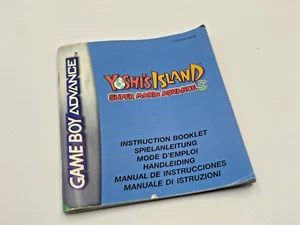 GAME BOY ADVANCE
YOSHI'S ISLAND
SUPER MARIO ADVANCE 3
INSTRUCTION BOOKLET
SPIELANLEITUNG
MODE D'EMPLOI
HANDLEIDING
MANUAL DE INSTRUCCIONES
MANUALE DI ISTRUZIONI